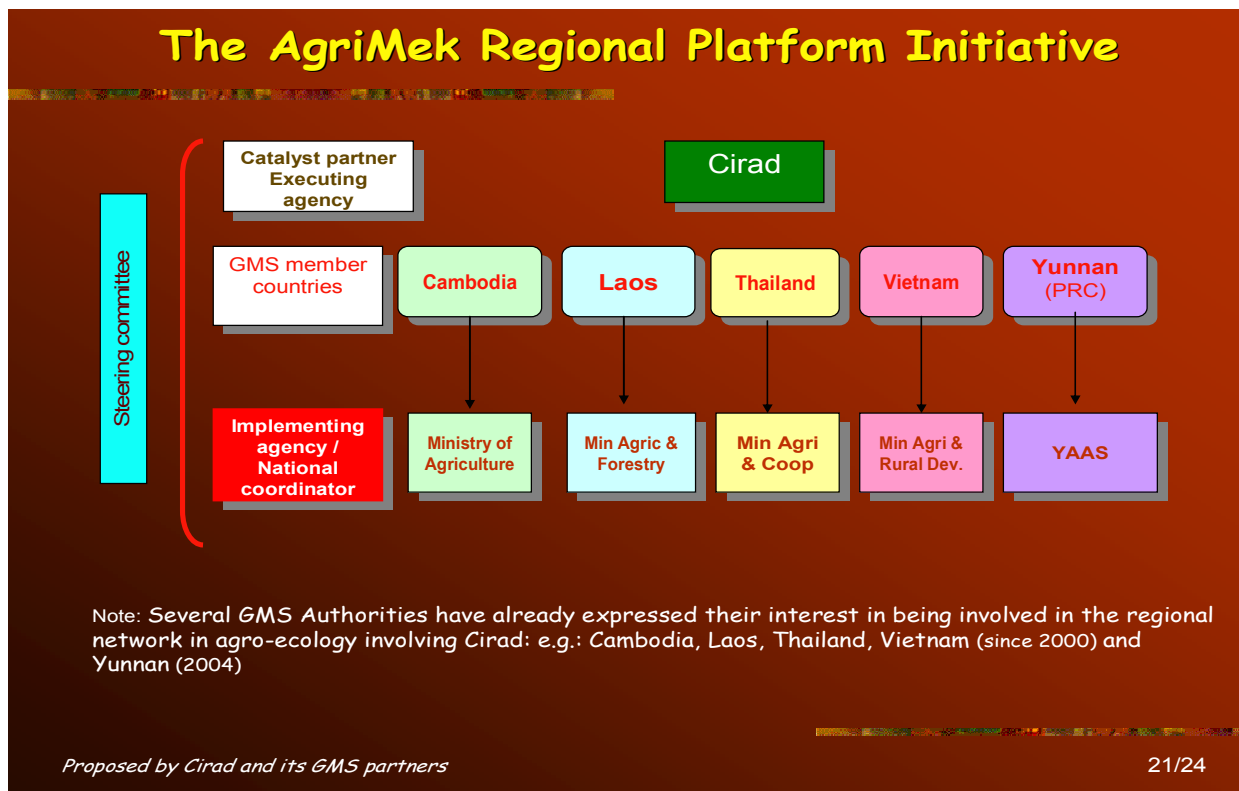 The AgriMek Regional Platform Initiative
Steering committee
Catalyst partner
Executing
agency
Cirad
GMS member
countries
Cambodia
Laos
Thailand
Vietnam
Yunnan
(PRC)
Implementing
agency /
National
coordinator
Ministry of
Agriculture
Min Agric &
Forestry
Min Agri
& Coop
Min Agri &
Rural Dev.
YAAS
Note: Several GMS Authorities have already expressed their interest in being involved in the regional
network in agro-ecology involving Cirad: e.g.: Cambodia, Laos, Thailand, Vietnam (since 2000) and
Yunnan (2004)
Proposed by Cirad and its GMS partners
21/24